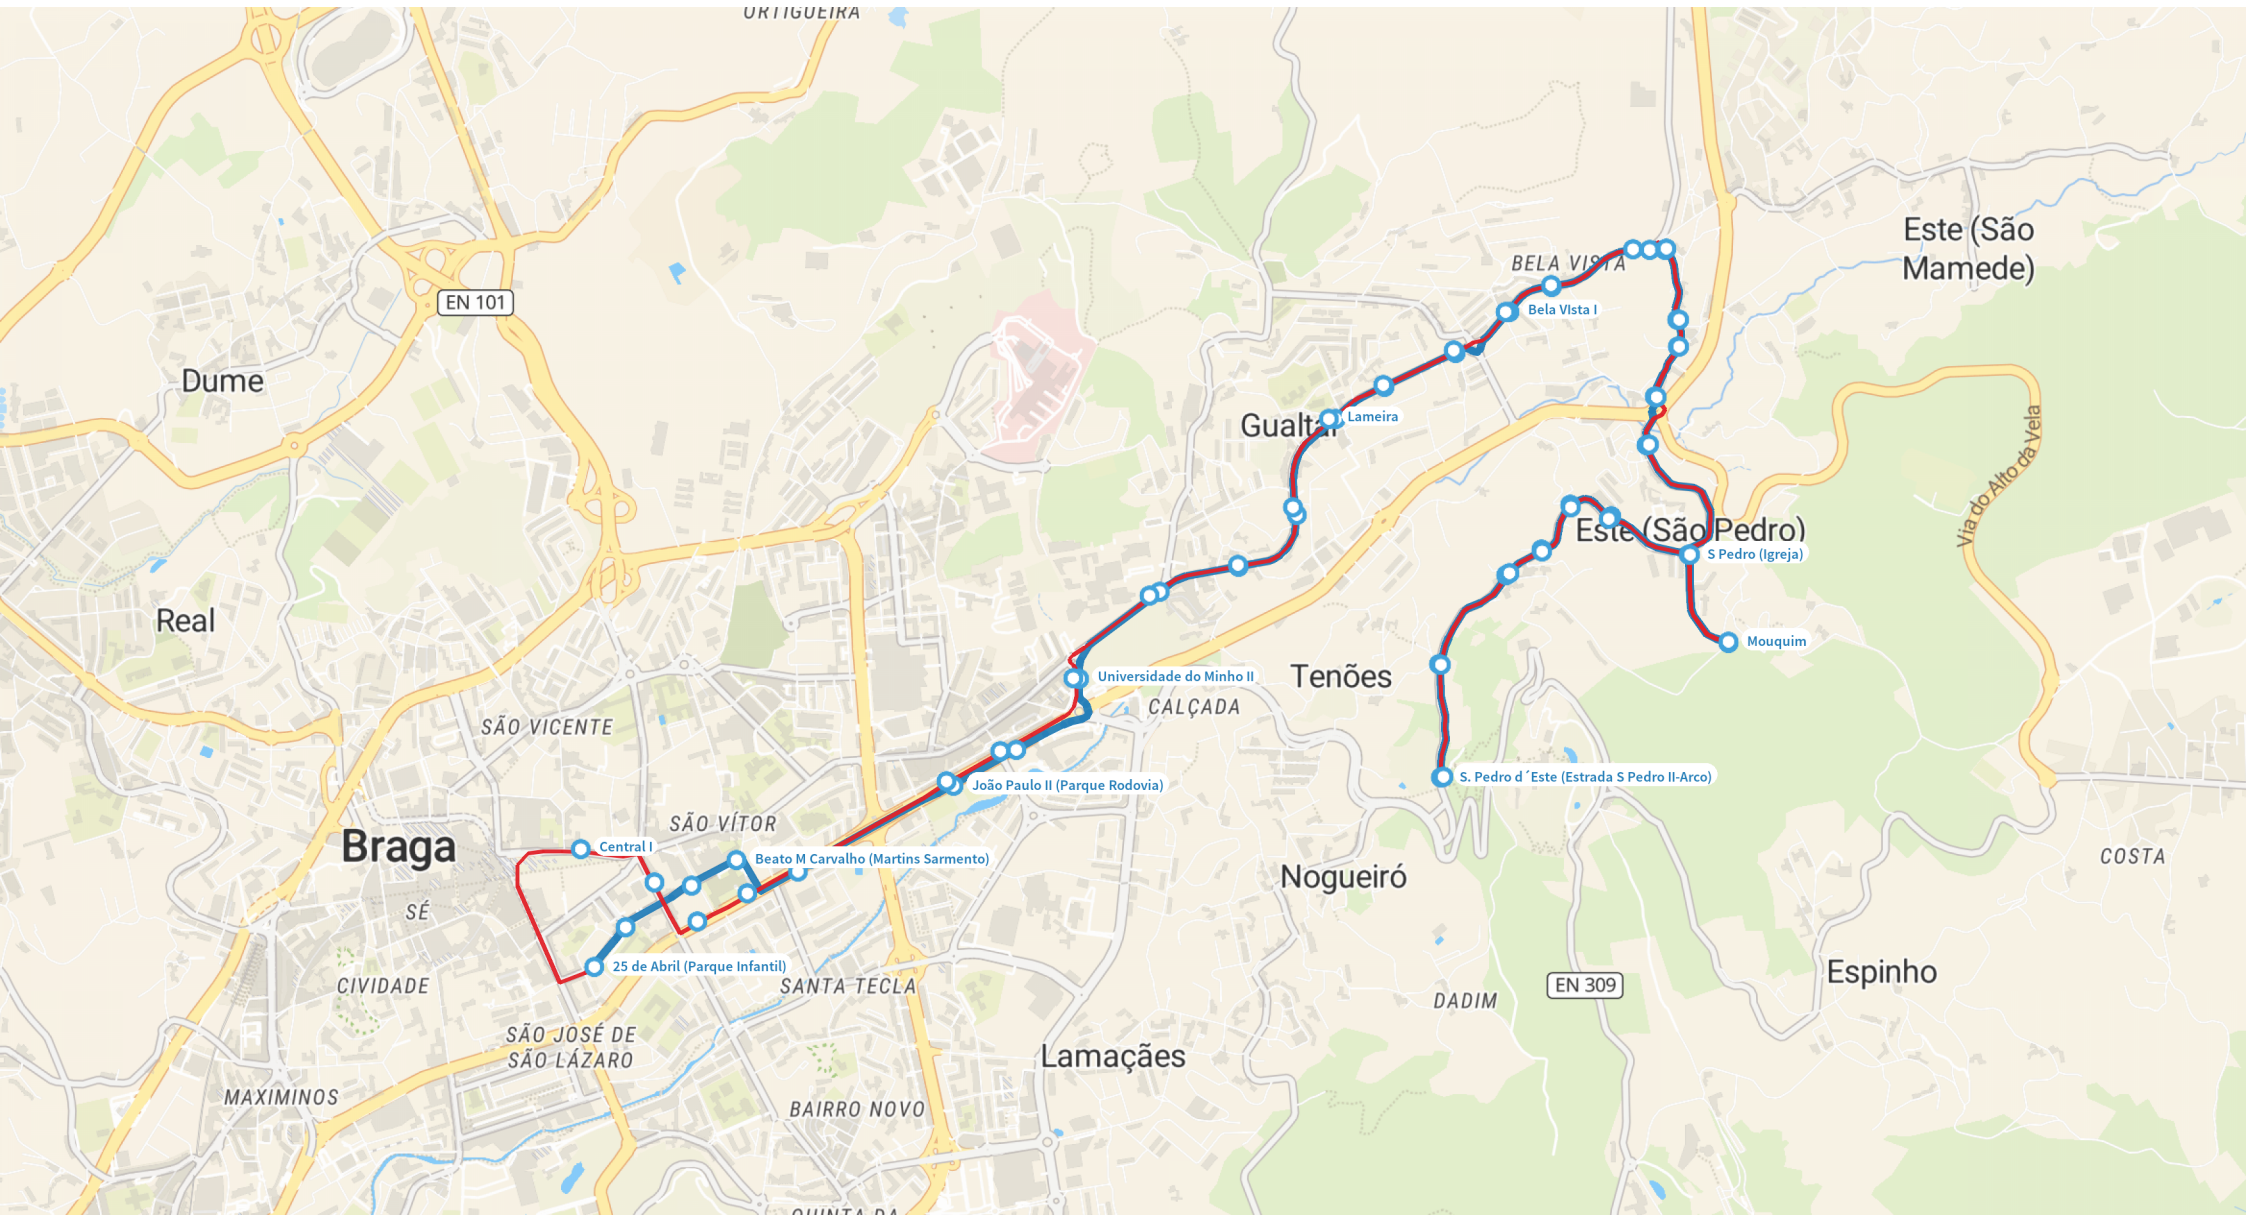 ORTIGUEIRA
Este (São
Mamede)
BELA VISTA
EN 101
Bela VIsta I
Dume
Lameira
Gualtar
Via do Alto da Vela
Este (São Pedro)
S Pedro (Igreja)
Real
Mouquim
Universidade do Minho II
Tenões
CALÇADA
SÃO VICENTE
S. Pedro d´Este (Estrada S Pedro II-Arco)
João Paulo II (Parque Rodovia)
SÃO VÍTOR
Braga
Central I
Beato M Carvalho (Martins Sarmento)
COSTA
Nogueiró
SÉ
25 de Abril (Parque Infantil)
Espinho
CIVIDADE
SANTA TECLA
EN 309
DADIM
SÃO JOSÉ DE
SÃO LÁZARO
Lamaçães
MAXIMINOS
BAIRRO NOVO
QUINTA DA